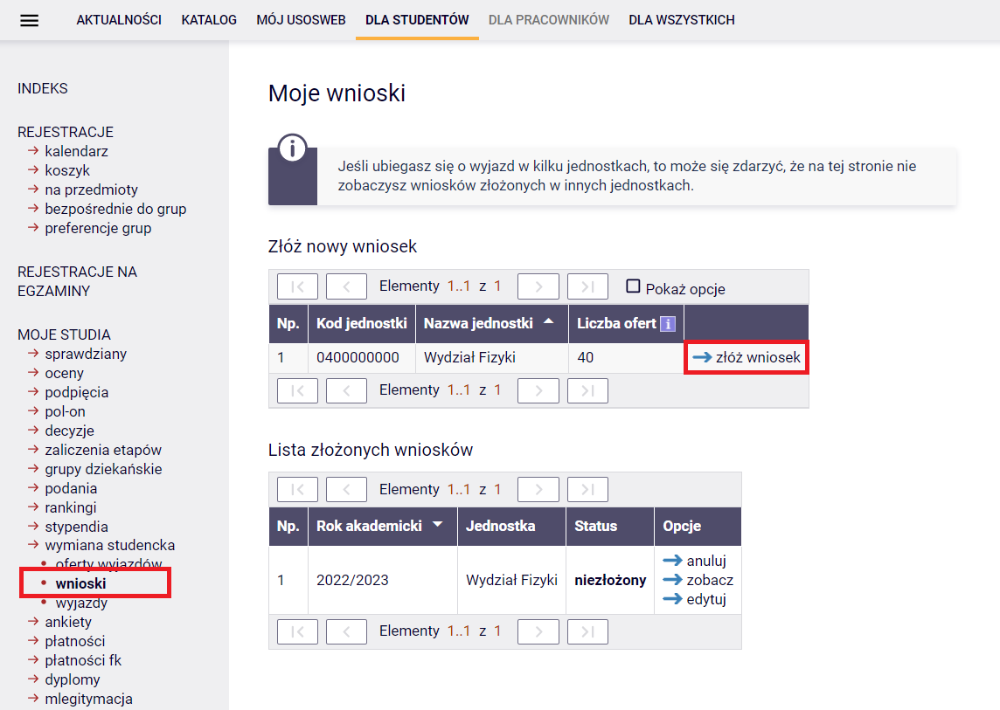 AKTUALNOŚCI KATALOG MÓJ USOSWEB DLA STUDENTÓW DLA PRACOWNIKÓW DLA WSZYSTKICH
INDEKS
REJESTRACJE
kalendarz
koszyk
na przedmioty
bezpośrednie do grup
preferencje grup
REJESTRACJE NA
EGZAMINY
MOJE STUDIA
sprawdziany
oceny
podpięcia
pol-on
decyzje
zaliczenia etapów
grupy dziekańskie
podania
rankingi
stypendia
wymiana studencka
oferty wyjazdów
wnioski
wyjazdy
ankiety
płatności
płatności fk
dyplomy
mlegitymacja
Moje wnioski
Jeśli ubiegasz się o wyjazd w kilku jednostkach, to może się zdarzyć, że na tej stronie nie
zobaczysz wniosków złożonych w innych jednostkach.
Złóż nowy wniosek
Elementy 1..1 z 1 Pokaż opcje
Np. Kod jednostki Nazwa jednostki Liczba ofert i
1 0400000000 Wydział Fizyki 40 złóż wniosek
Elementy 1..1 z 1
Lista złożonych wniosków
Elementy 1..1 z 1
Np. Rok akademicki Jednostka Status Opcje
1 2022/2023 Wydział Fizyki niezłożony anuluj
zobacz
edytuj
Elementy 1..1 z 1